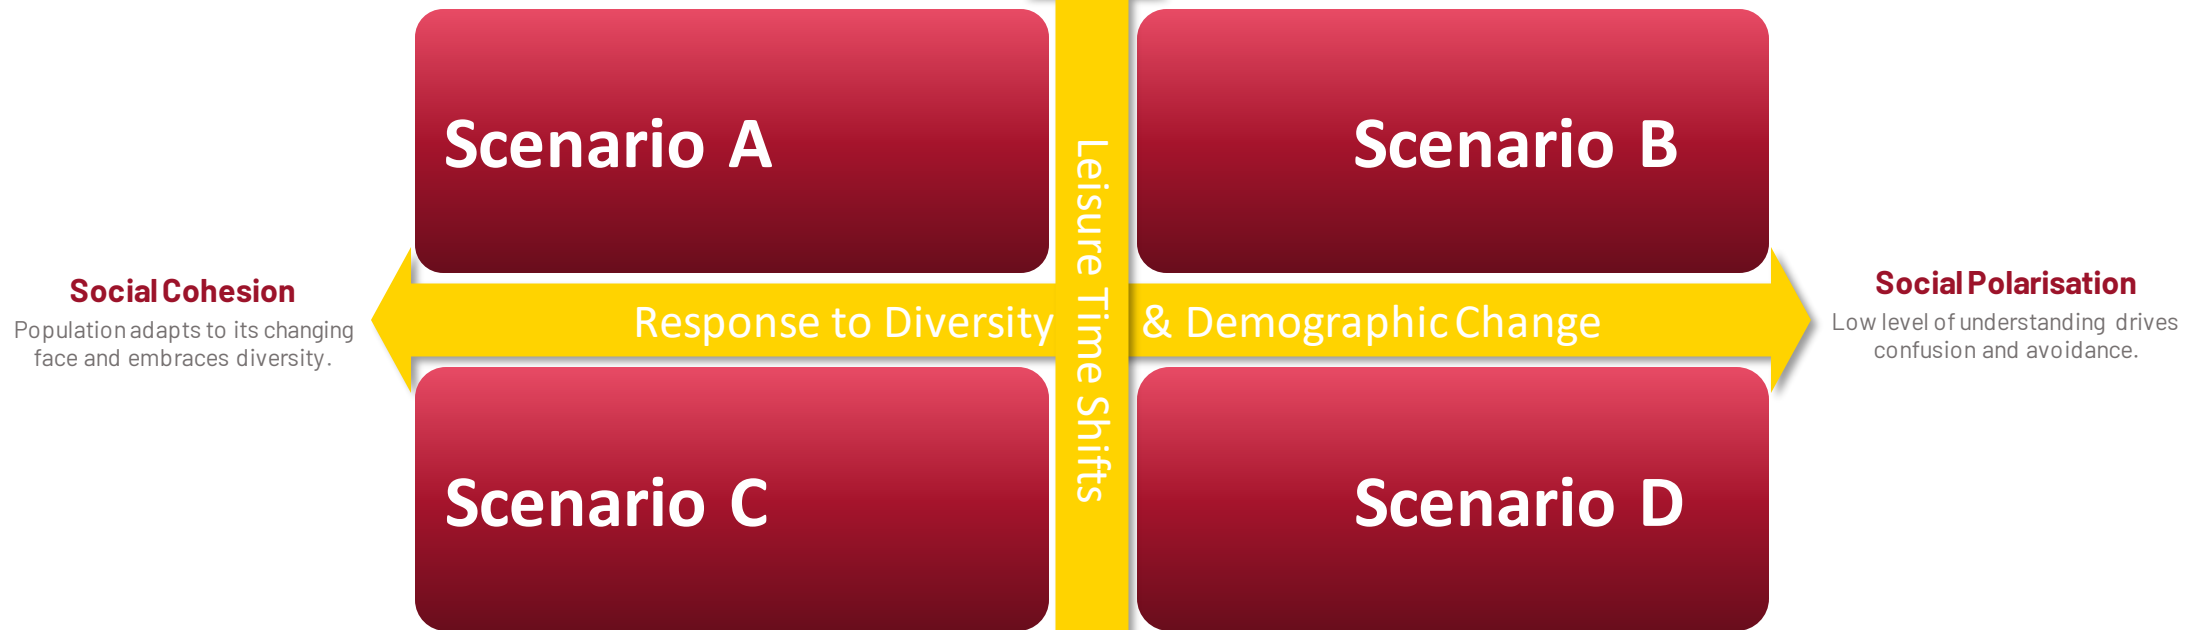 Scenario A
Scenario B
Leisure Time Shifts
Social Cohesion
Population adapts to its changing
face and embraces diversity.
Response to Diversity & Demographic Change
Social Polarisation
Low level of understanding drives
confusion and avoidance.
Scenario C
Scenario D